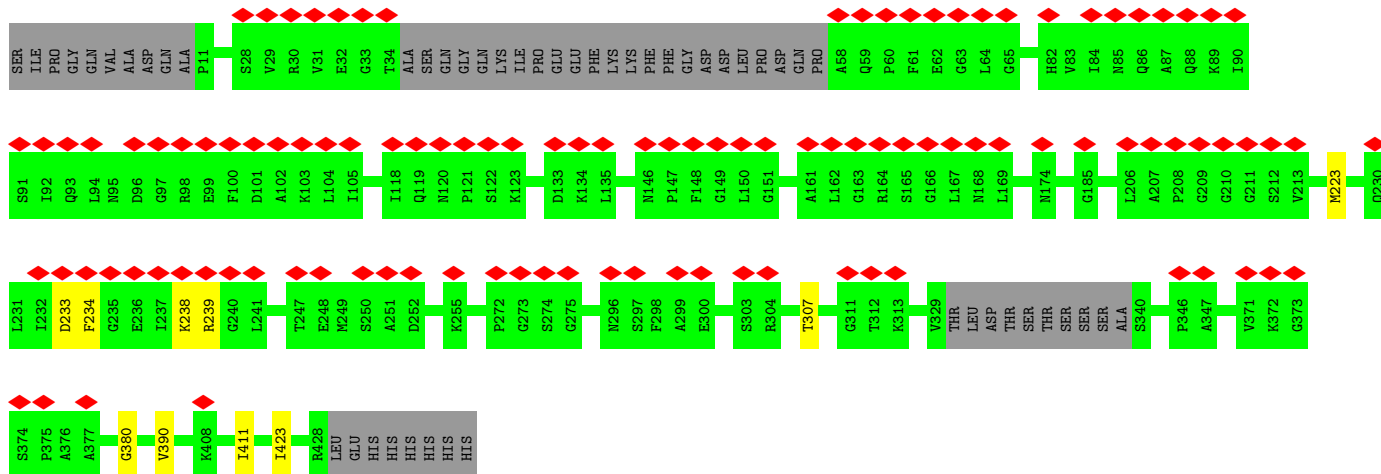 SER ILE PRO GLY GLN VAL ALA ASP GLN ALA P11 S28 V29 R30 V31 E32 G33 T34 ALA SER GLN GLY GLN LYS ILE PRO GLU GLU PHE LYS LYS PHE PHE GLY ASP ASP LEU PRO ASP GLN PRO A58 Q59 P60 F61 E62 G63 L64 G65 H82 V83 I84 N85 Q86 A87 Q88 K89 I90
S91 I92 Q93 L94 N95 D96 G97 R98 E99 F100 D101 A102 K103 L104 I105 I118 Q119 N120 P121 S122 K123 D133 K134 L135 N146 P147 F148 G149 L150 G151 A161 L162 G163 R164 S165 G166 L167 N168 L169 N174 G185 L206 A207 P208 G209 G210 G211 S212 V213 M223 Q230
L231 I232 D233 F234 G235 E236 I237 K238 R239 G240 L241 T247 E248 M249 S250 A251 D252 K255 P272 G273 S274 G275 N296 S297 F298 A299 E300 S303 R304 T307 G311 T312 K313 V329 THR LEU ASP THR SER THR SER SER SER ALA S340 P346 A347 V371 K372 G373
S374 P375 A376 A377 G380 V390 K408 I411 I423 R428 LEU GLU HIS HIS HIS HIS HIS HIS